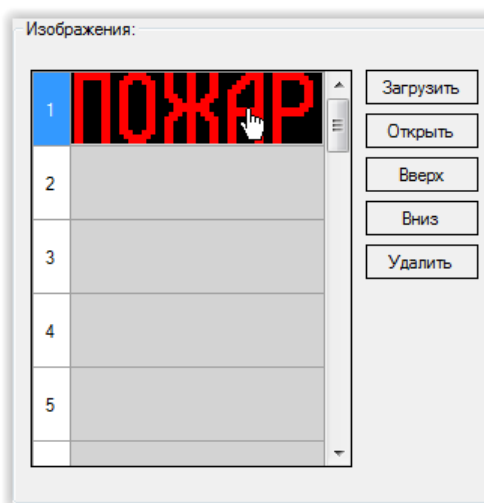 Изображения:
1 ПОЖАР
2
3
4
5
Загрузить
Открыть
Вверх
Вниз
Удалить